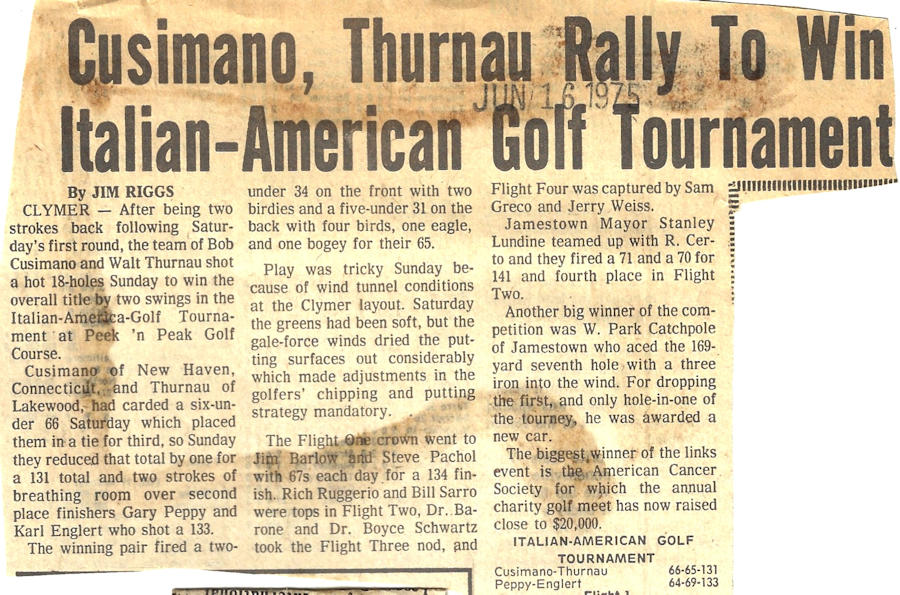 Cusimano, Thurnau Rally To Win
JUN 16 1975
Italian-American Golf Tournament
By JIM RIGGS
CLYMER — After being two
strokes back following Satur-
day's first round, the team of Bob
Cusimano and Walt Thurnau shot
a hot 18-holes Sunday to win the
overall title by two swings in the
Italian-America-Golf Tourna-
ment at Peek 'n Peak Golf
Course.
Cusimano of New Haven,
Connecticut, and Thurnau of
Lakewood, had carded a six-un-
der 66 Saturday which placed
them in a tie for third, so Sunday
they reduced that total by one for
a 131 total and two strokes of
breathing room over second
place finishers Gary Peppy and
Karl Englert who shot a 133.
The winning pair fired a two-
under 34 on the front with two
birdies and a five-under 31 on the
back with four birds, one eagle,
and one bogey for their 65.
Play was tricky Sunday be-
cause of wind tunnel conditions
at the Clymer layout. Saturday
the greens had been soft, but the
gale-force winds dried the put-
ting surfaces out considerably
which made adjustments in the
golfers' chipping and putting
strategy mandatory.
The Flight One crown went to
Jim Barlow and Steve Pachol
with 67s each day for a 134 fin-
ish. Rich Ruggerio and Bill Sarro
were tops in Flight Two, Dr. Ba-
rone and Dr. Boyce Schwartz
took the Flight Three nod, and
Flight Four was captured by Sam
Greco and Jerry Weiss.
Jamestown Mayor Stanley
Lundine teamed up with R. Cer-
to and they fired a 71 and a 70 for
141 and fourth place in Flight
Two.
Another big winner of the com-
petition was W. Park Catchpole
of Jamestown who aced the 169-
yard seventh hole with a three
iron into the wind. For dropping
the first, and only hole-in-one of
the tourney, he was awarded a
new car.
The biggest winner of the links
event is the American Cancer
Society for which the annual
charity golf meet has now raised
close to $20,000.
ITALIAN-AMERICAN GOLF
TOURNAMENT
Cusimano-Thurnau 66-65-131
Peppy-Englert 64-69-133
Flight 1